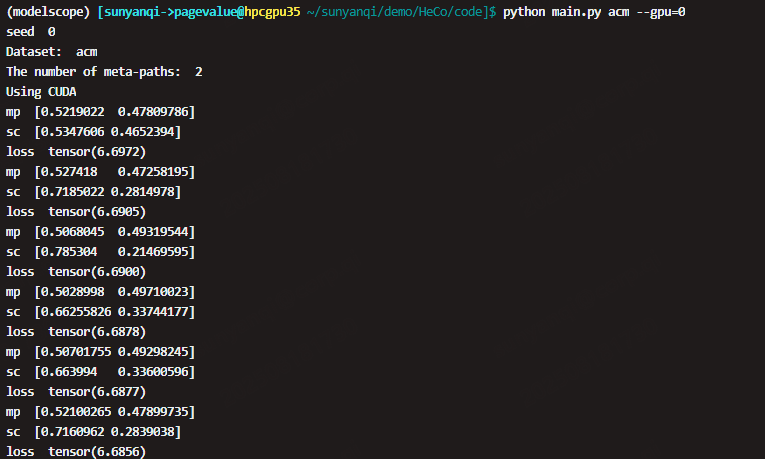 (modelscope) [sunyanqi->pagevalue@hpcgpu35 ~/sunyanqi/demo/HeCo/code]$ python main.py acm --gpu=0
seed  0
Dataset:  acm
The number of meta-paths:  2
Using CUDA
mp  [0.5219022  0.47809786]
sc  [0.5347606 0.4652394]
loss  tensor(6.6972)
mp  [0.527418   0.47258195]
sc  [0.7185022 0.2814978]
loss  tensor(6.6905)
mp  [0.5068045  0.49319544]
sc  [0.785304   0.21469595]
loss  tensor(6.6900)
mp  [0.5028998  0.49710023]
sc  [0.66255826 0.33744177]
loss  tensor(6.6878)
mp  [0.50701755 0.49298245]
sc  [0.663994   0.33600596]
loss  tensor(6.6877)
mp  [0.52100265 0.47899735]
sc  [0.7160962 0.2839038]
loss  tensor(6.6856)